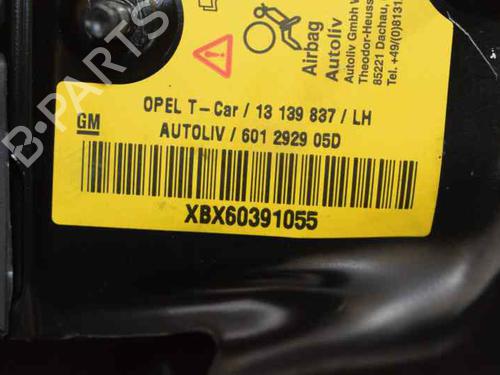 Airbag
Autoliv
Autoliv GmbH
Theodor-Heuss
85221 Dachau,
Tel. +49/(0)8131
OPEL T-Car / 13 139 837 / LH
GM
AUTOLIV / 601 2929 05D
XBX60391055
B-PARTS